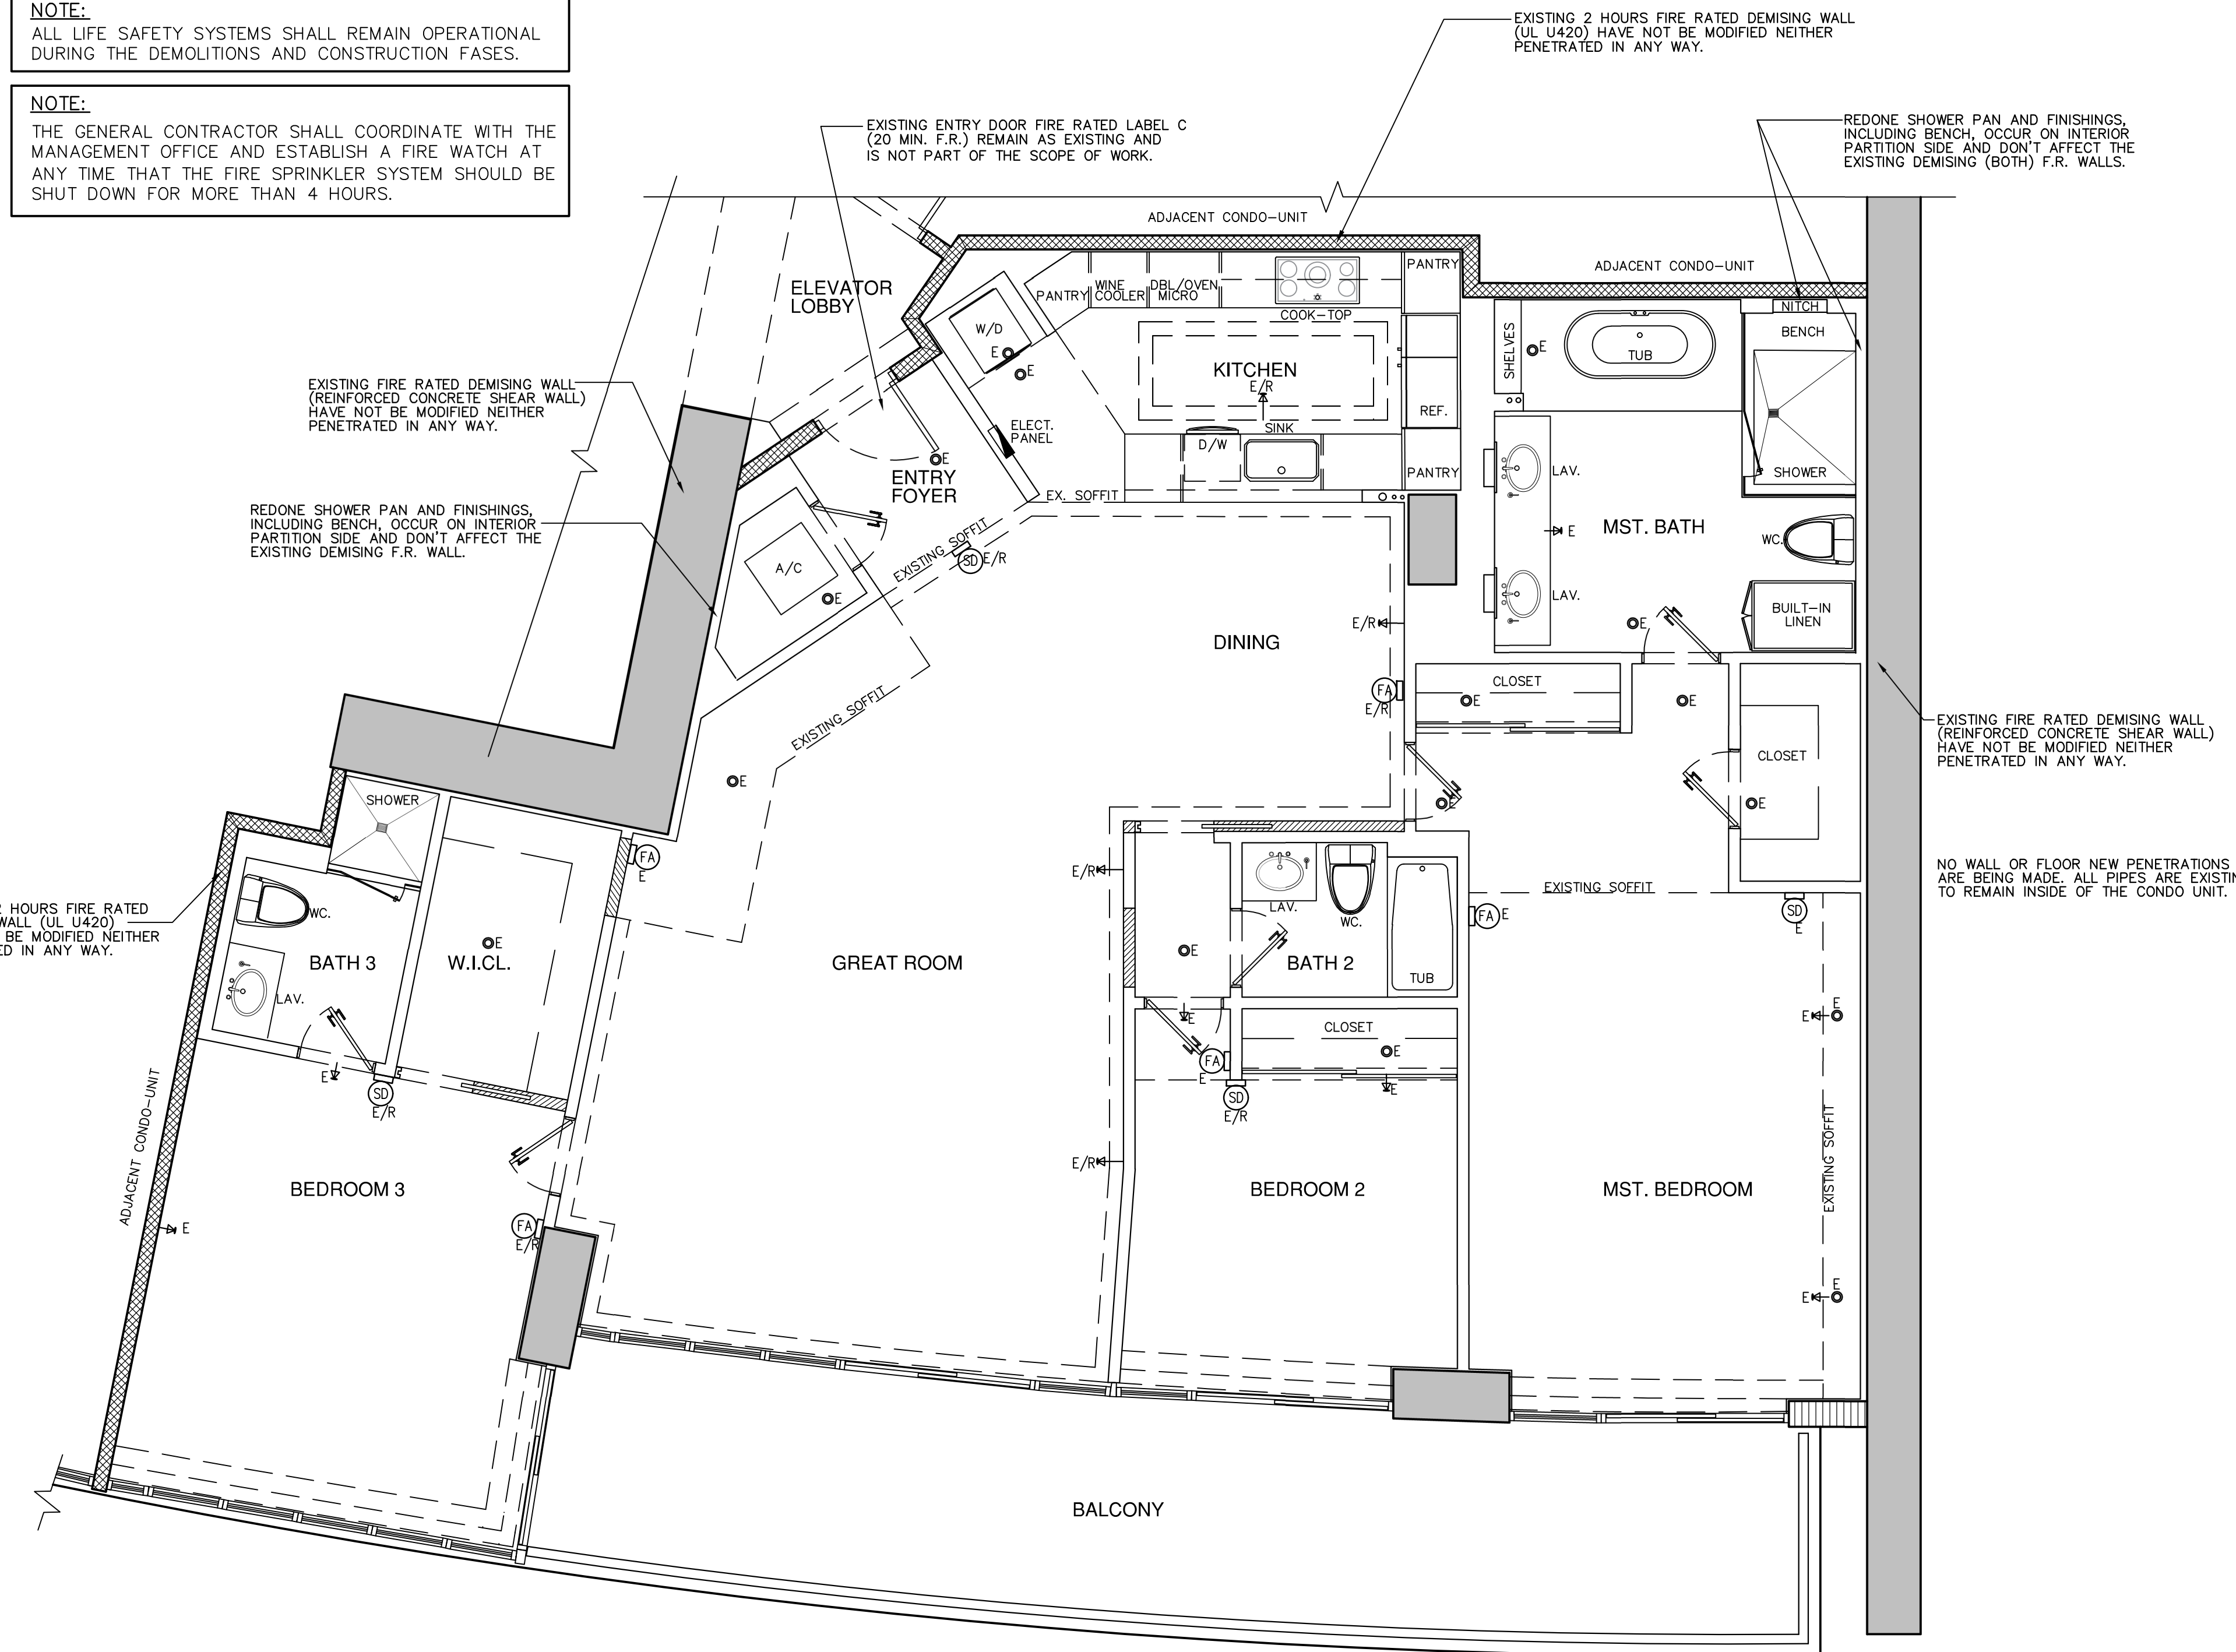 NOTE:
ALL LIFE SAFETY SYSTEMS SHALL REMAIN OPERATIONAL
DURING THE DEMOLITIONS AND CONSTRUCTION FASES.
NOTE:
THE GENERAL CONTRACTOR SHALL COORDINATE WITH THE
MANAGEMENT OFFICE AND ESTABLISH A FIRE WATCH AT
ANY TIME THAT THE FIRE SPRINKLER SYSTEM SHOULD BE
SHUT DOWN FOR MORE THAN 4 HOURS.
EXISTING 2 HOURS FIRE RATED DEMISING WALL
(UL U420) HAVE NOT BE MODIFIED NEITHER
PENETRATED IN ANY WAY.
EXISTING ENTRY DOOR FIRE RATED LABEL C
(20 MIN. F.R.) REMAIN AS EXISTING AND
IS NOT PART OF THE SCOPE OF WORK.
REDONE SHOWER PAN AND FINISHINGS,
INCLUDING BENCH, OCCUR ON INTERIOR
PARTITION SIDE AND DON'T AFFECT THE
EXISTING DEMISING (BOTH) F.R. WALLS.
ADJACENT CONDO-UNIT
ADJACENT CONDO-UNIT
ELEVATOR
LOBBY
W/D
E
E
PANTRY
WINE
COOLER
DBL/OVEN
MICRO
COOK-TOP
PANTRY
KITCHEN
E/R
SINK
D/W
REF.
PANTRY
ELECT.
PANEL
EX. SOFFIT
SHELVES
E
TUB
NITCH
BENCH
SHOWER
LAV.
E
MST. BATH
WC.
LAV.
E
BUILT-IN
LINEN
EXISTING FIRE RATED DEMISING WALL
(REINFORCED CONCRETE SHEAR WALL)
HAVE NOT BE MODIFIED NEITHER
PENETRATED IN ANY WAY.
REDONE SHOWER PAN AND FINISHINGS,
INCLUDING BENCH, OCCUR ON INTERIOR
PARTITION SIDE AND DON'T AFFECT THE
EXISTING DEMISING F.R. WALL.
E
ENTRY
FOYER
A/C
E
EXISTING SOFFIT
SD E/R
EXISTING SOFFIT
DINING
E/R
FA
E/R
CLOSET
E
E
CLOSET
E
E
EXISTING FIRE RATED DEMISING WALL
(REINFORCED CONCRETE SHEAR WALL)
HAVE NOT BE MODIFIED NEITHER
PENETRATED IN ANY WAY.
NO WALL OR FLOOR NEW PENETRATIONS
ARE BEING MADE. ALL PIPES ARE EXISTIN
TO REMAIN INSIDE OF THE CONDO UNIT.
E
SHOWER
FA
E
HOURS FIRE RATED
WALL (UL U420)
BE MODIFIED NEITHER
ED IN ANY WAY.
WC.
LAV.
BATH 3
E
W.I.CL.
E
SD
E/R
GREAT ROOM
E/R
E/R
E
LAV.
WC.
TUB
BATH 2
E
FA
E
SD
E/R
CLOSET
E
E
EXISTING SOFFIT
FA E
SD
E
E
E
EXISTING SOFFIT
E
E
ADJACENT CONDO-UNIT
E
BEDROOM 3
FA
E/R
BEDROOM 2
MST. BEDROOM
BALCONY